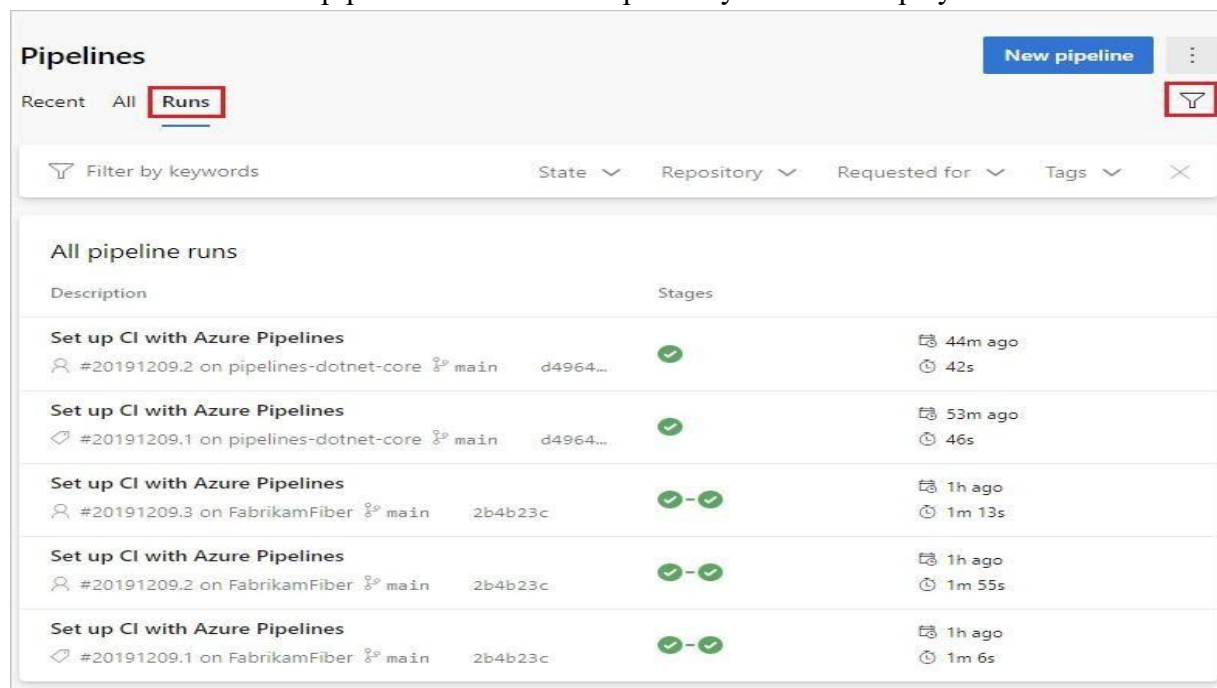 Pipelines
New pipeline
Recent All Runs
Filter by keywords State Repository Requested for Tags
All pipeline runs
Description Stages
Set up CI with Azure Pipelines
#20191209.2 on pipelines-dotnet-core main d4964... 44m ago
42s
Set up CI with Azure Pipelines
#20191209.1 on pipelines-dotnet-core main d4964... 53m ago
46s
Set up CI with Azure Pipelines
#20191209.3 on FabrikamFiber main 2b4b23c 1h ago
1m 13s
Set up CI with Azure Pipelines
#20191209.2 on FabrikamFiber main 2b4b23c 1h ago
1m 55s
Set up CI with Azure Pipelines
#20191209.1 on FabrikamFiber main 2b4b23c 1h ago
1m 6s